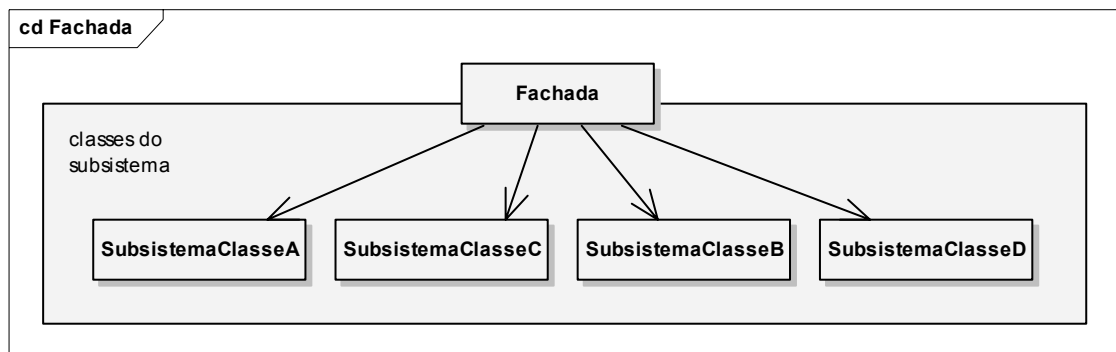 cd Fachada
Fachada
classes do
subsistema
SubsistemaClasseA
SubsistemaClasseC
SubsistemaClasseB
SubsistemaClasseD